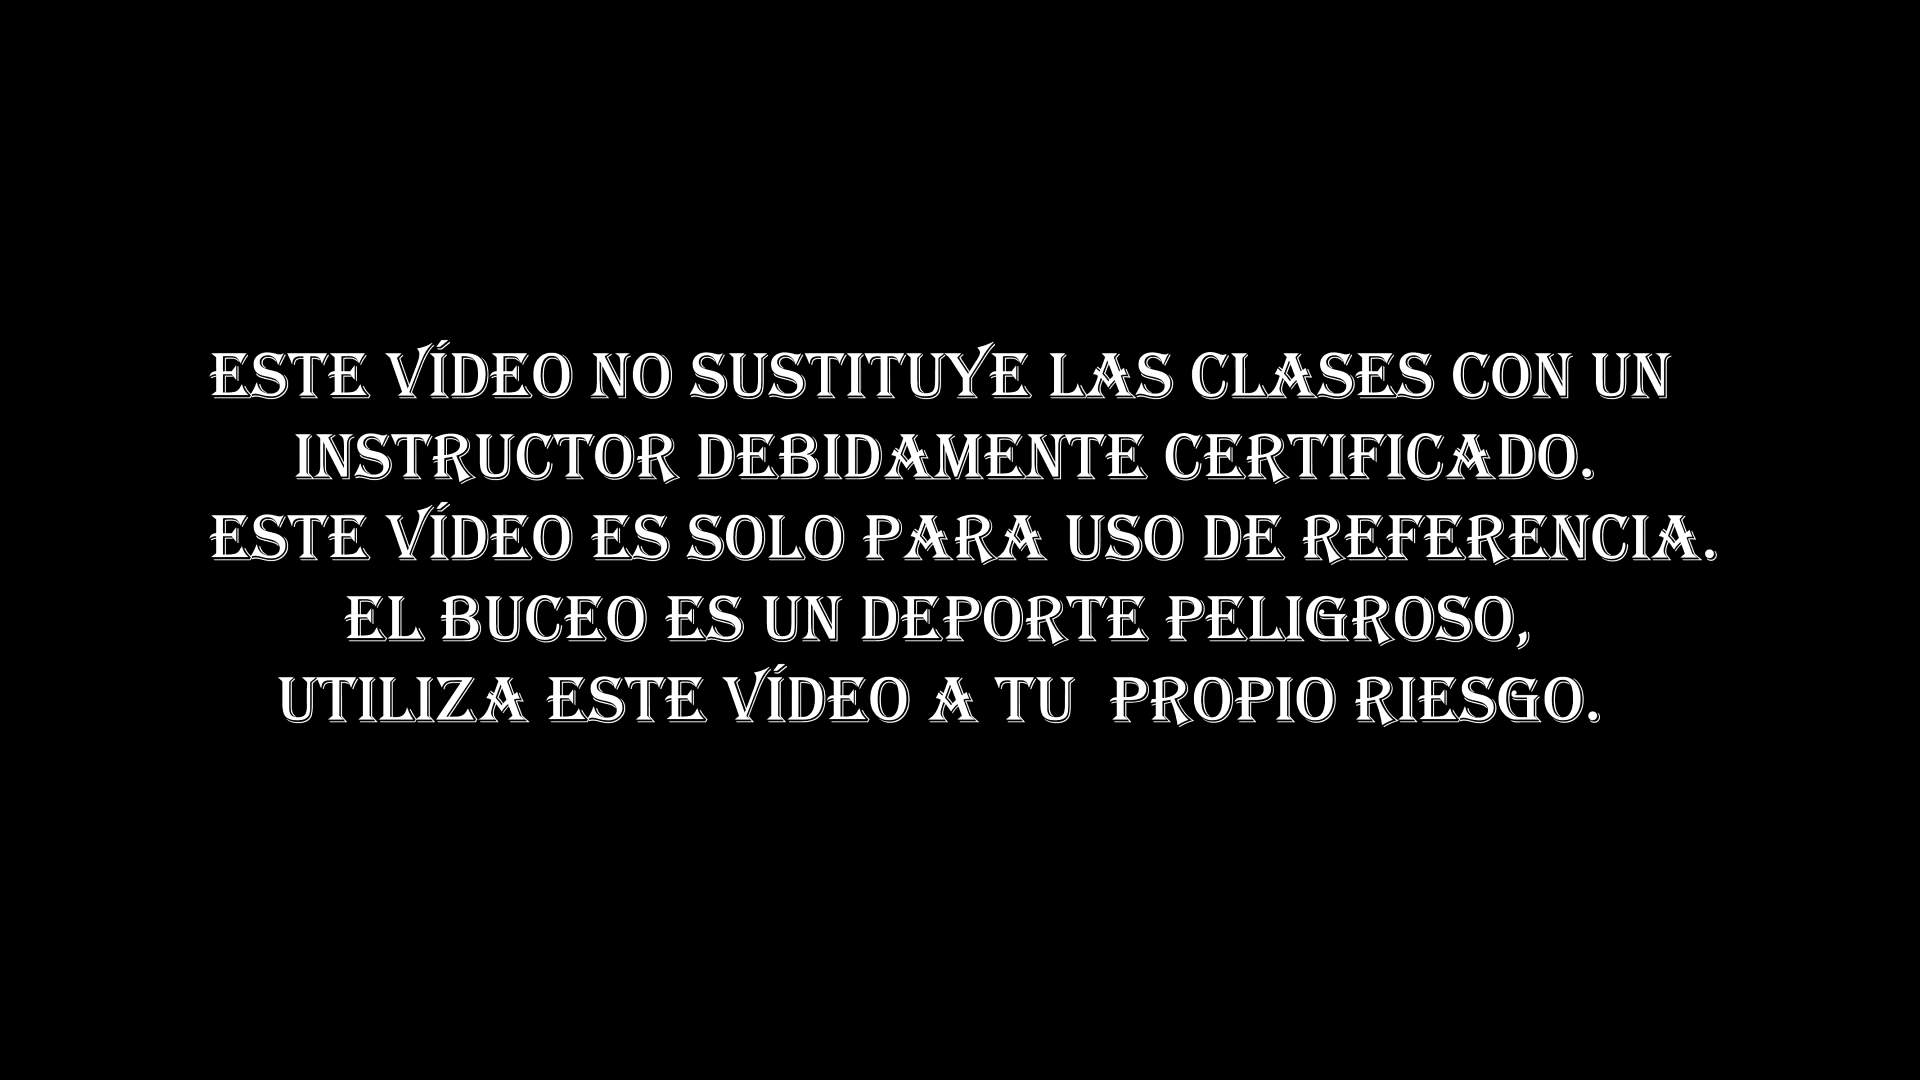 ESTE VÍDEO NO SUSTITUYE LAS CLASES CON UN
INSTRUCTOR DEBIDAMENTE CERTIFICADO.
ESTE VÍDEO ES SOLO PARA USO DE REFERENCIA.
EL BUCEO ES UN DEPORTE PELIGROSO,
UTILIZA ESTE VÍDEO A TU  PROPIO RIESGO.